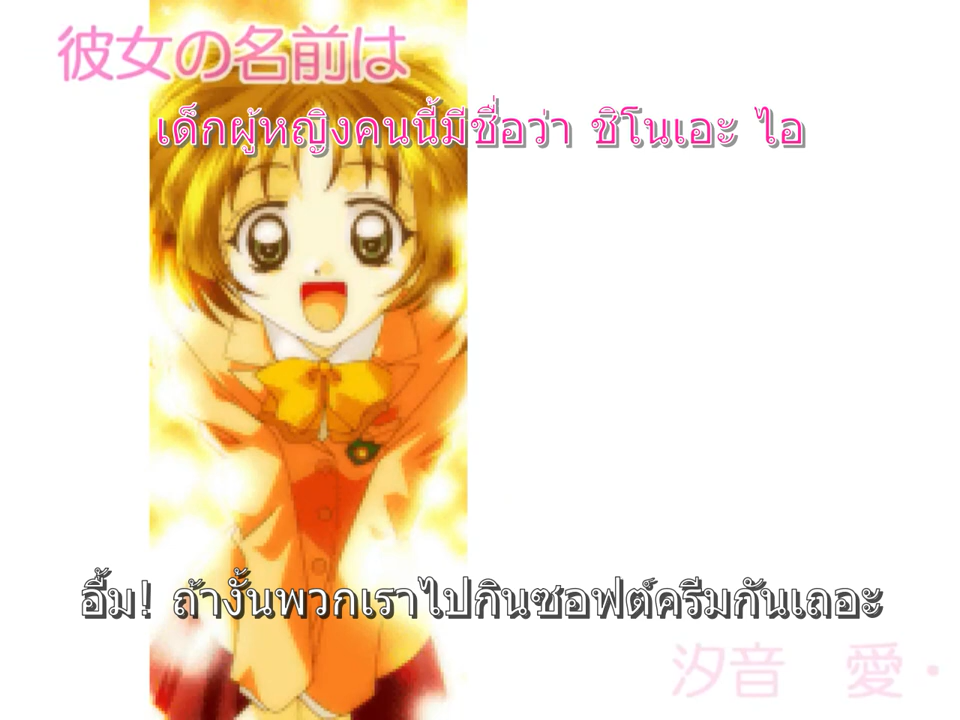 彼女の名前は
เด็กผู้หญิงคนนี้มีชื่อว่า ชิโนเอะ ไอ
อื้ม! ถ้างั้นพวกเราไปกินซอฟต์ครีมกันเถอะ
汐音 愛・